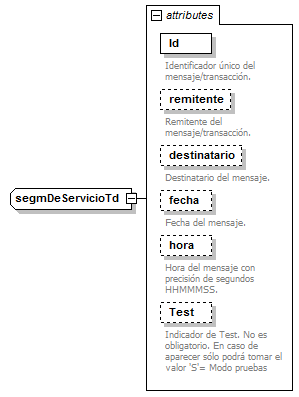 attributes
Id
Identificador único del
mensaje/transacción.
remitente
Remitente del
mensaje/transacción.
destinatario
Destinatario del mensaje.
segmDeServicioTd
fecha
Fecha del mensaje.
hora
Hora del mensaje con
precisión de segundos
HHMMMSS.
Test
Indicador de Test. No es
obligatorio. En caso de
aparecer sólo podrá tomar el
valor 'S'= Modo pruebas